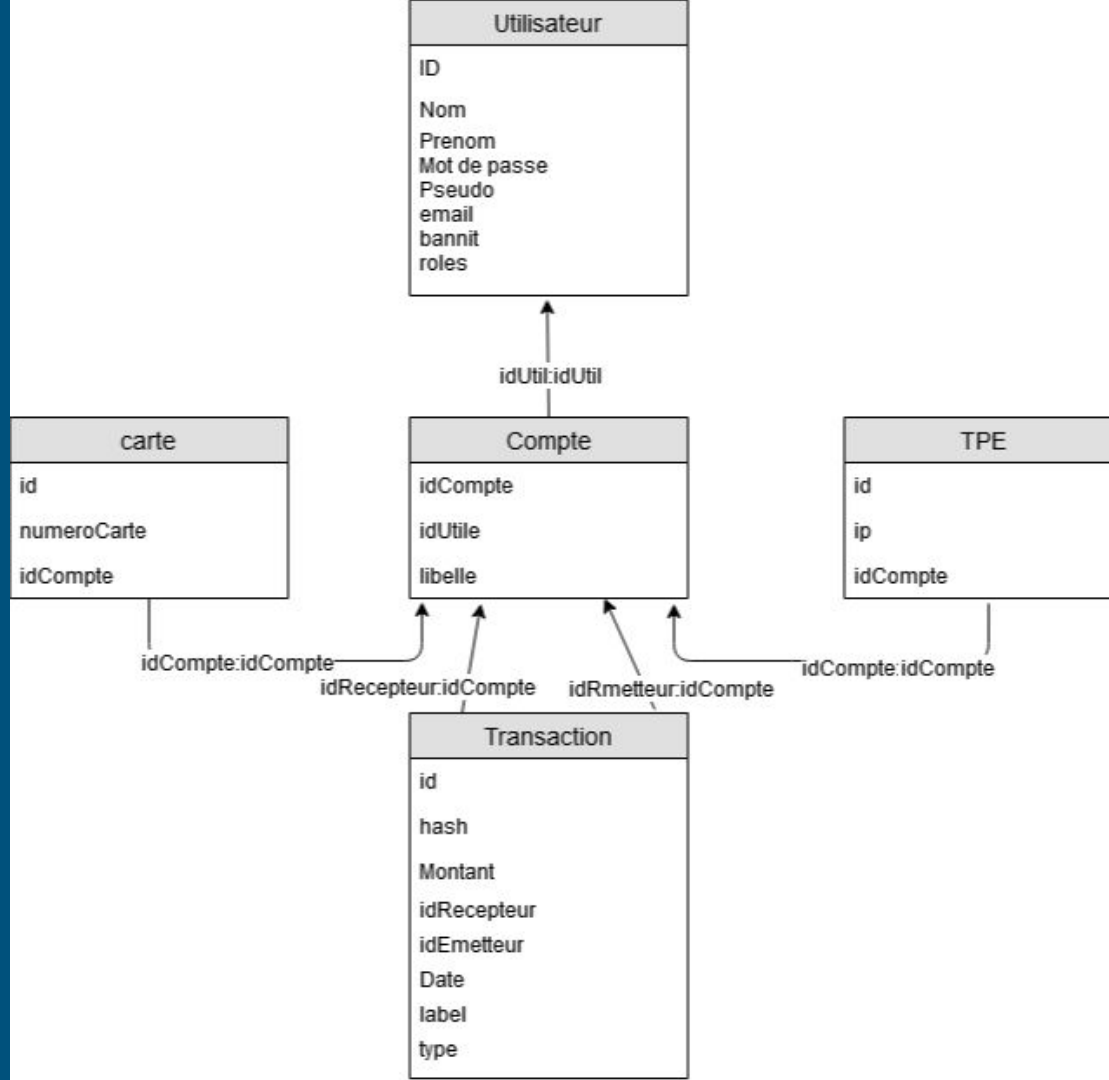 Utilisateur
ID
Nom
Prenom
Mot de passe
Pseudo
email
bannit
roles
idUtil:idUtil
carte
id
numeroCarte
idCompte
Compte
idCompte
idUtile
libelle
TPE
id
ip
idCompte
idCompte:idCompte
idRecepteur:idCompte
idRmetteur:idCompte
idCompte:idCompte
Transaction
id
hash
Montant
idRecepteur
idEmetteur
Date
label
type